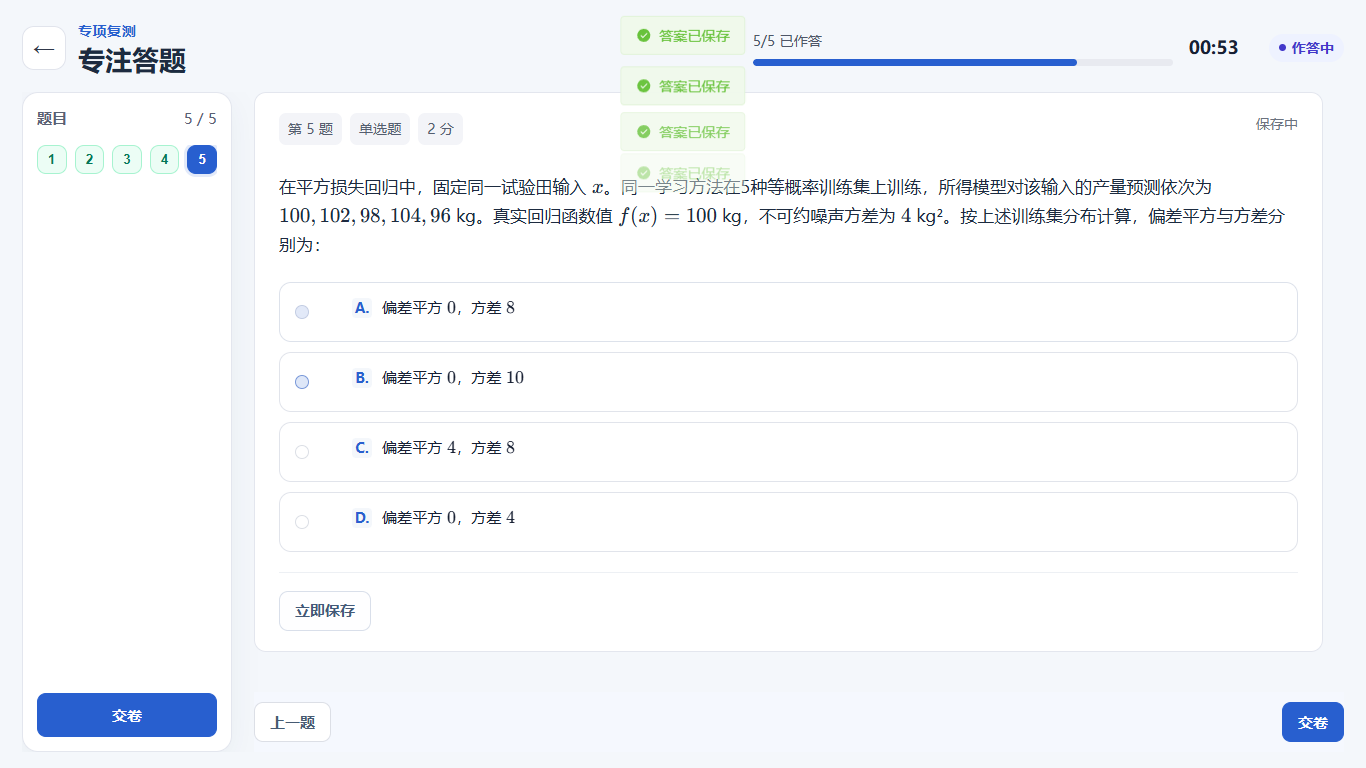 专项复测
专注答题
答案已保存
答案已保存
答案已保存
答案已保存
5/5 已作答
00:53
作答中
题目
5 / 5
1 2 3 4 5
交卷
第 5 题
单选题
2 分
保存中
在平方损失回归中，固定同一试验田输入 x。同一学习方法在5种等概率训练集上训练，所得模型对该输入的产量预测依次为
100, 102, 98, 104, 96 kg。真实回归函数值 f(x) = 100 kg，不可约噪声方差为 4 kg²。按上述训练集分布计算，偏差平方与方差分
别为：
A. 偏差平方 0，方差 8
B. 偏差平方 0，方差 10
C. 偏差平方 4，方差 8
D. 偏差平方 0，方差 4
立即保存
上一题
交卷